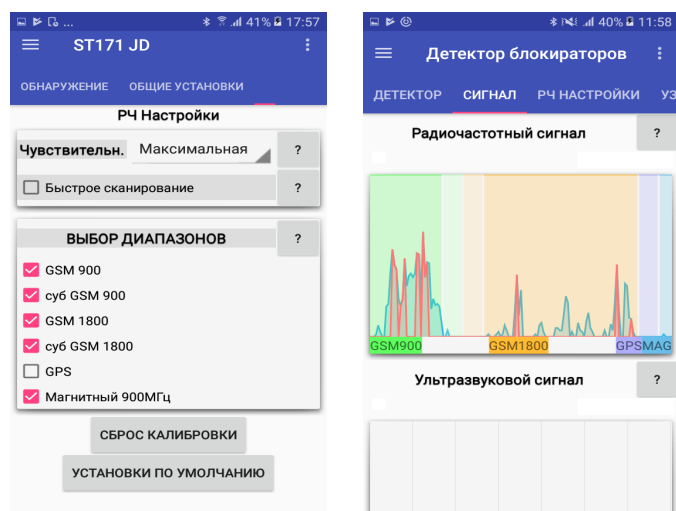 ... 41% 17:57
ST171 JD
ОБНАРУЖЕНИЕ ОБЩИЕ УСТАНОВКИ
РЧ Настройки
Чувствительн. Максимальная ?
Быстрое сканирование ?
ВЫБОР ДИАПАЗОНОВ ?
GSM 900
суб GSM 900
GSM 1800
суб GSM 1800
GPS
Магнитный 900МГц
СБРОС КАЛИБРОВКИ
УСТАНОВКИ ПО УМОЛЧАНИЮ
40% 11:58
Детектор блокираторов
ДЕТЕКТОР СИГНАЛ РЧ НАСТРОЙКИ УЗ
Радиочастотный сигнал ?
GSM900 GSM1800 GPS MAG
Ультразвуковой сигнал ?